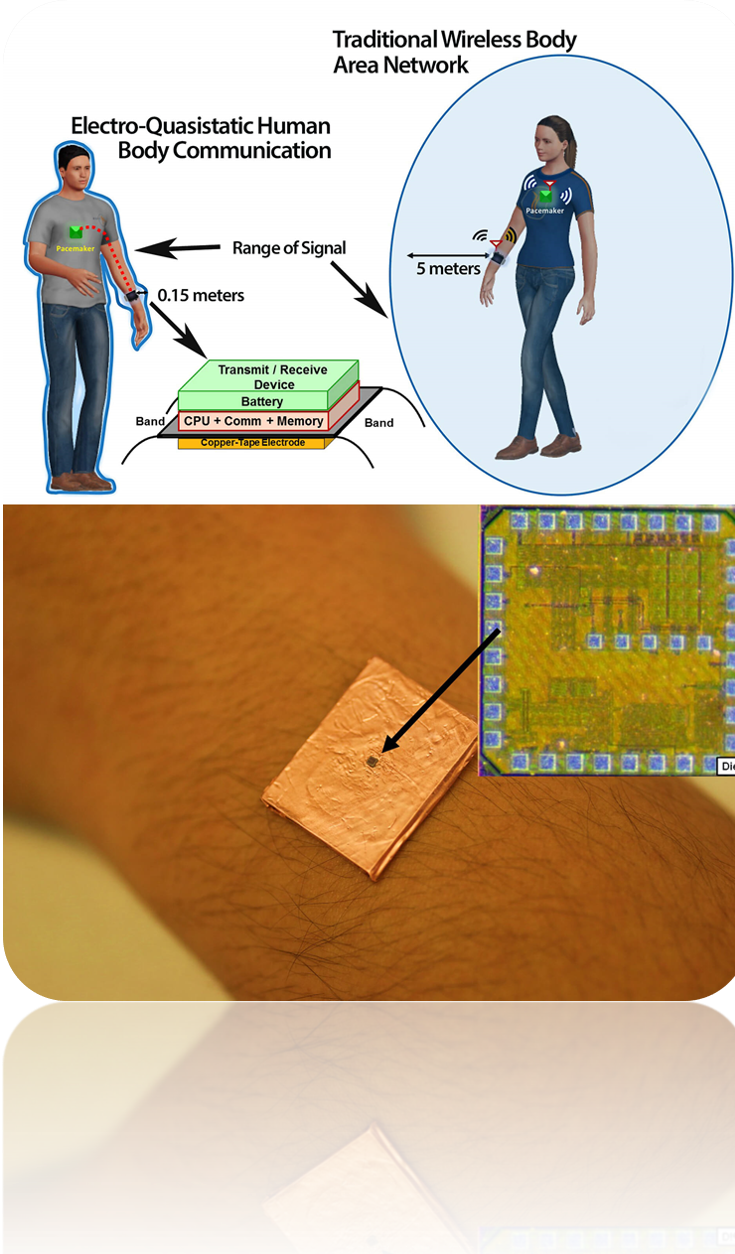 Traditional Wireless Body
Area Network
Electro-Quasistatic Human
Body Communication
Pacemaker
Pacemaker
Range of Signal
5 meters
0.15 meters
Transmit / Receive
Device
Battery
Band
CPU + Comm + Memory
Band
Copper-Tape Electrode